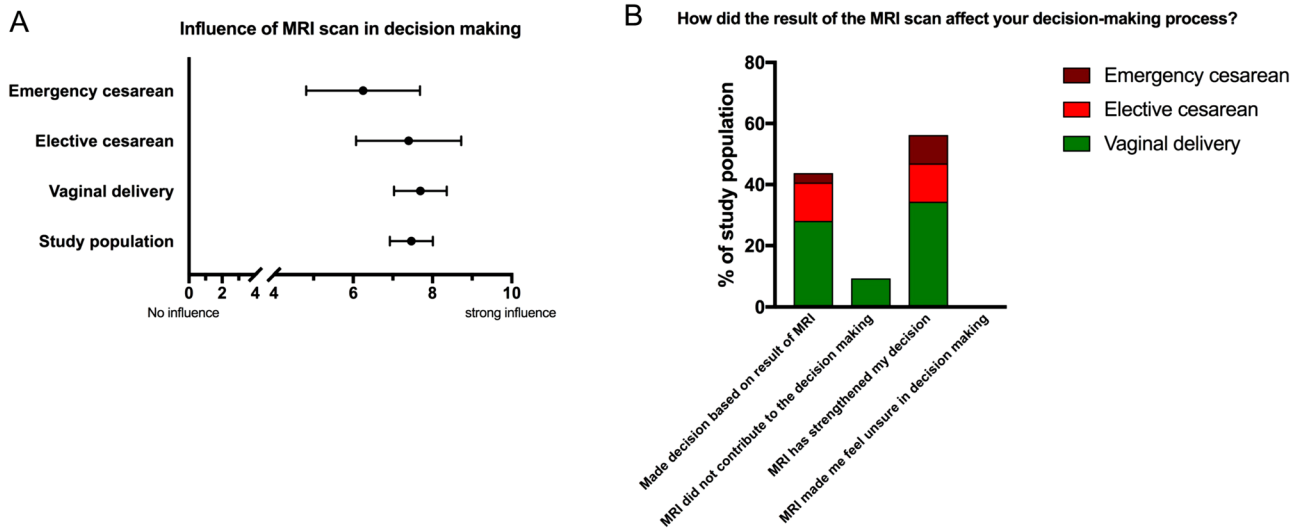 A
Influence of MRI scan in decision making
Emergency cesarean
Elective cesarean
Vaginal delivery
Study population
0 2 4 4 6 8 10
No influence
strong influence
B
How did the result of the MRI scan affect your decision-making process?
% of study population
80
60
40
20
0
Made decision based on result of MRI
MRI did not contribute to the decision making
MRI has strengthened my decision
MRI made me feel unsure in decision making
Emergency cesarean
Elective cesarean
Vaginal delivery